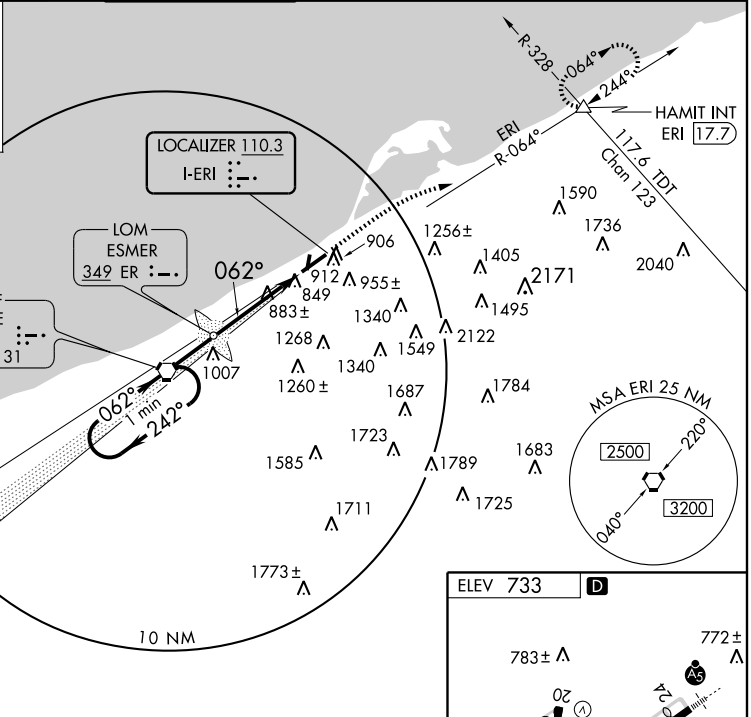 R-328
064°
244°
HAMIT INT
ERI 17.7
ERI
R-064°
117.6 TDT
Chan 123
LOCALIZER 110.3
I-ERI
LOM
ESMER
349 ER
062°
31
1590
1736
2040
1256±
1405
2171
1495
906
912
955±
849
883±
1340
1268
1549
2122
1340
1007
1260±
062°
1 min
242°
1687
1784
1723
1585
1789
1683
1725
1711
1773±
10 NM
MSA ERI 25 NM
220°
2500
3200
040°
ELEV 733
D
783±
772±
A5
20
V
24